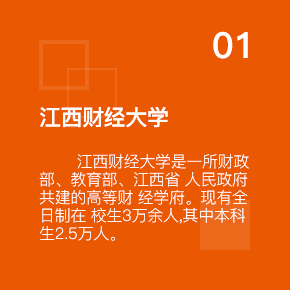 01
江西财经大学
江西财经大学是一所财政
部、教育部、江西省 人民政府
共建的高等财 经学府。现有全
日制在 校生3万余人,其中本科
生2.5万人。